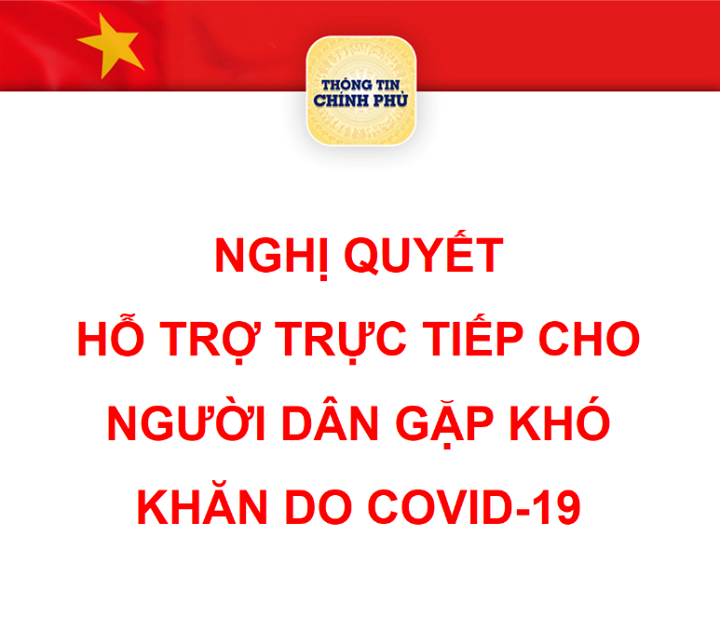 THÔNG TIN
CHÍNH PHỦ
NGHỊ QUYẾT
HỖ TRỢ TRỰC TIẾP CHO
NGƯỜI DÂN GẶP KHÓ
KHĂN DO COVID-19